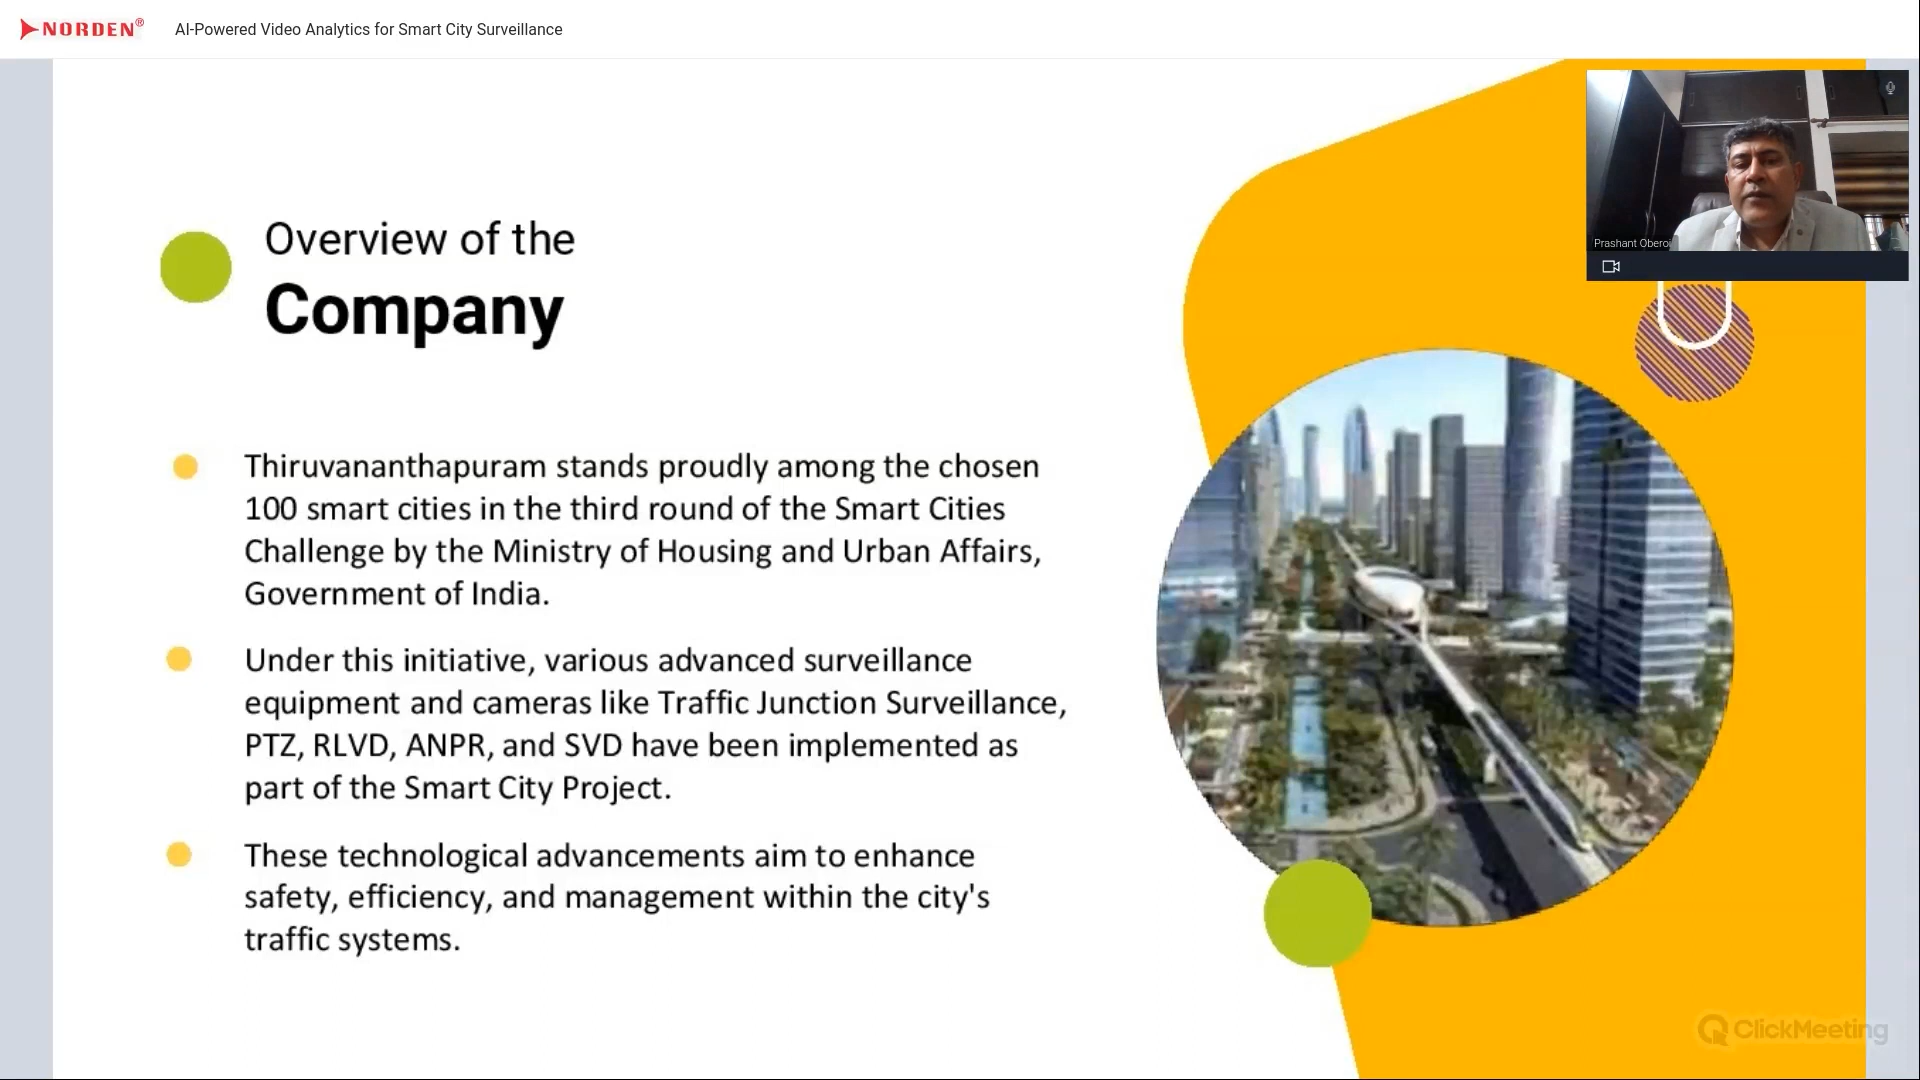 NORDEN®
AI-Powered Video Analytics for Smart City Surveillance
Prashant Oberoi
Overview of the
Company
Thiruvananthapuram stands proudly among the chosen
100 smart cities in the third round of the Smart Cities
Challenge by the Ministry of Housing and Urban Affairs,
Government of India.
Under this initiative, various advanced surveillance
equipment and cameras like Traffic Junction Surveillance,
PTZ, RLVD, ANPR, and SVD have been implemented as
part of the Smart City Project.
These technological advancements aim to enhance
safety, efficiency, and management within the city's
traffic systems.
ClickMeeting